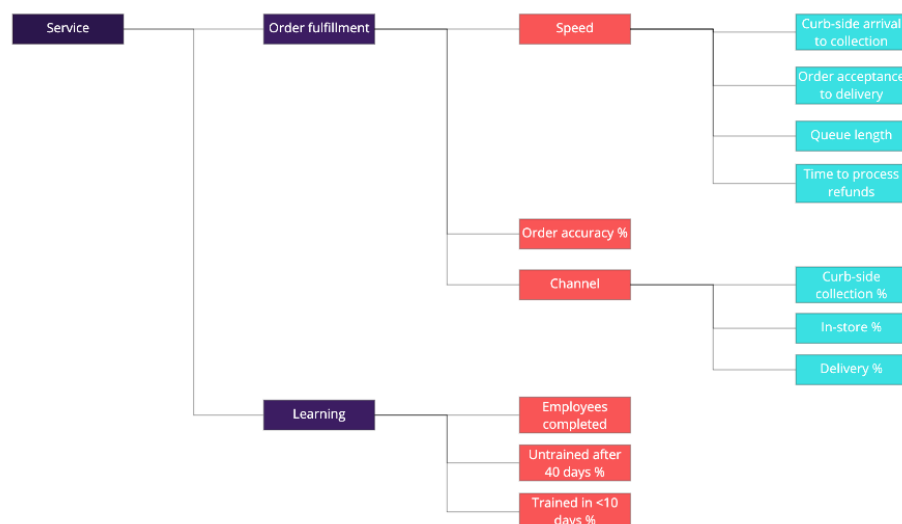 Service
Order fulfillment
Speed
Curb-side arrival
to collection
Order acceptance
to delivery
Queue length
Time to process
refunds
Order accuracy %
Channel
Curb-side
collection %
In-store %
Delivery %
Learning
Employees
completed
Untrained after
40 days %
Trained in <10
days %